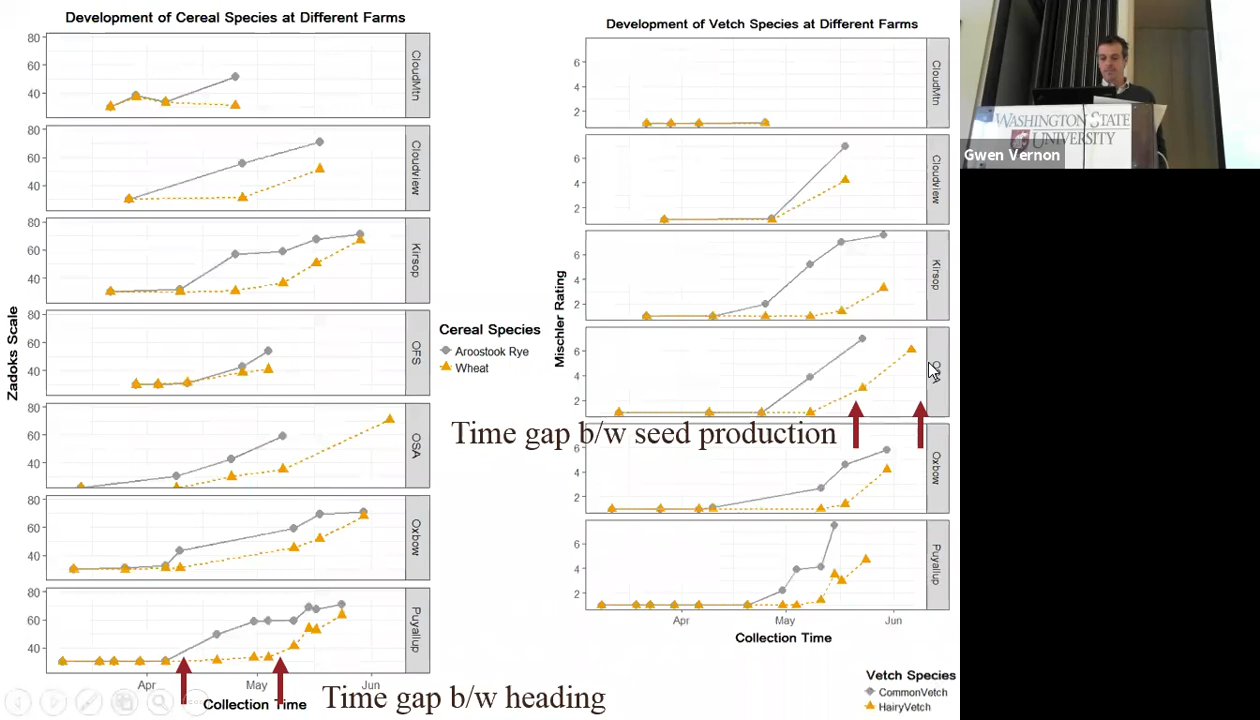 Development of Cereal Species at Different Farms
80
60
40
CloudMtn
80
60
40
Cloudview
80
60
40
Kirsop
80
60
40
OFS
80
60
40
OSA
80
60
40
Oxbow
80
60
40
Puyallup
Zadoks Scale
Apr May Jun
Collection Time
Time gap b/w heading
Cereal Species
Aroostook Rye
Wheat
Development of Vetch Species at Different Farms
6
4
2
CloudMtn
6
4
2
Cloudview
6
4
2
Kirsop
6
4
2
Time gap b/w seed production
6
4
2
Oxbow
6
4
2
Puyallup
Mischler Rating
Apr May Jun
Collection Time
Vetch Species
CommonVetch
HairyVetch
WASHINGTON STATE
UNIVERSITY
Gwen Vernon